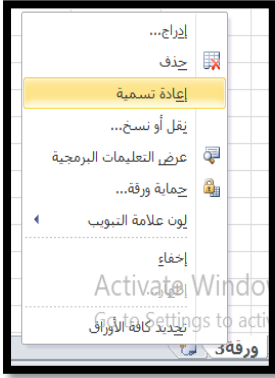 إدراج...
حذف
إعادة تسمية
نقل أو نسخ...
عرض التعليمات البرمجية
حماية ورقة...
لون علامة التبويب
إخفاء
Activate Windo
تحديد كافة الأوراق
Go to Settings to acti
ورقة3